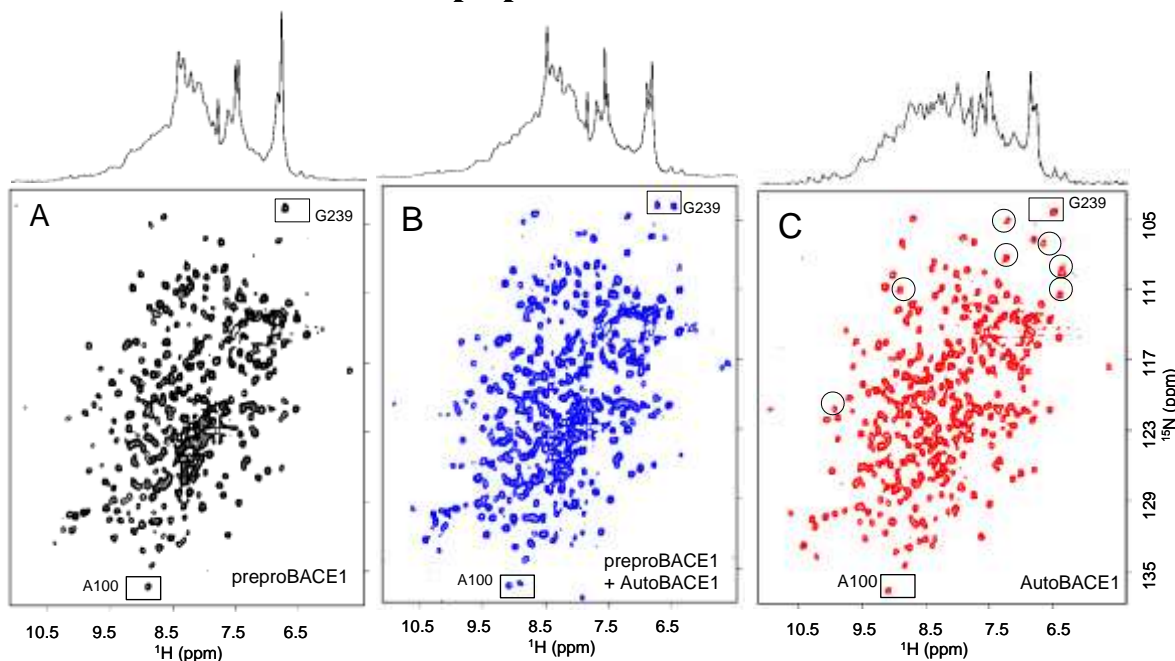 A
G239
A100
preproBACE1
10.5 9.5 8.5 7.5 6.5
¹H (ppm)
B
G239
A100
preproBACE1
+ AutoBACE1
10.5 9.5 8.5 7.5 6.5
¹H (ppm)
C
G239
A100
AutoBACE1
10.5 9.5 8.5 7.5 6.5
¹H (ppm)
105
111
117
123
129
135
¹⁵N (ppm)